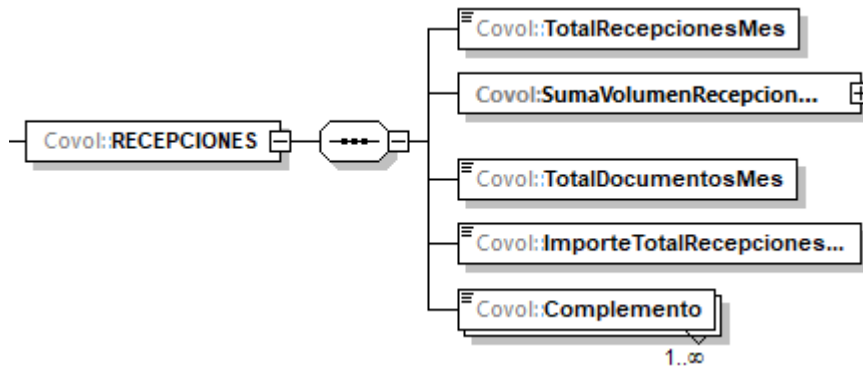 Covol::TotalRecepcionesMes
Covol::SumaVolumenRecepcion...
Covol::RECEPCIONES
Covol::TotalDocumentosMes
Covol::ImporteTotalRecepciones...
Covol::Complemento
1..∞